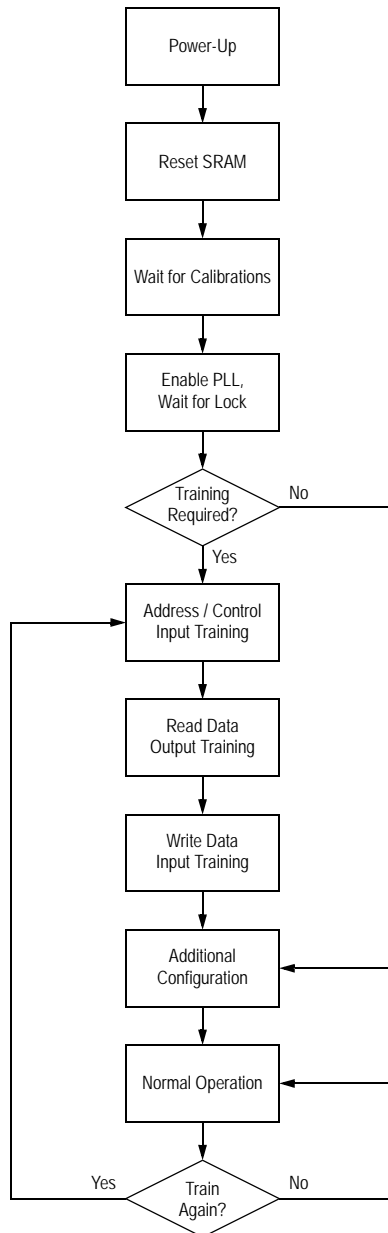 Power-Up
Reset SRAM
Wait for Calibrations
Enable PLL,
Wait for Lock
Training
Required?
No
Yes
Address / Control
Input Training
Read Data
Output Training
Write Data
Input Training
Additional
Configuration
Normal Operation
Yes
Train
Again?
No